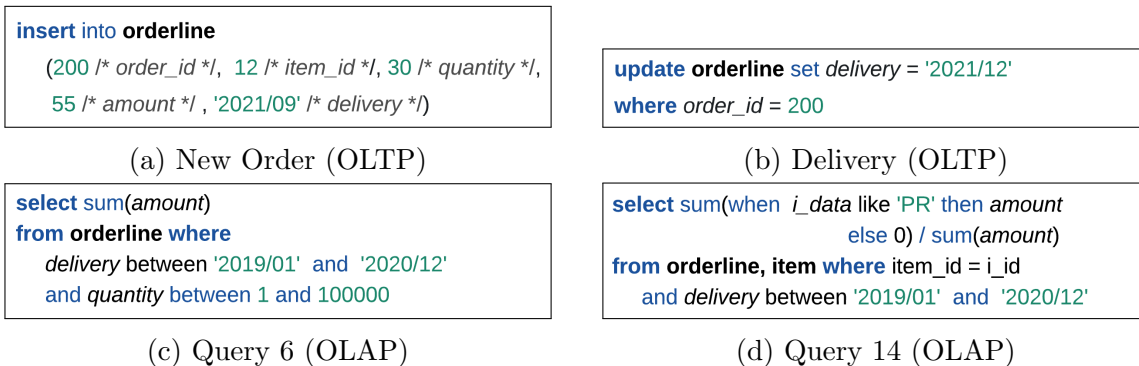 insert into orderline
(200 /* order_id */, 12 /* item_id */, 30 /* quantity */,
55 /* amount */ , '2021/09' /* delivery */)
(a) New Order (OLTP)
update orderline set delivery = '2021/12'
where order_id = 200
(b) Delivery (OLTP)
select sum(amount)
from orderline where
delivery between '2019/01' and '2020/12'
and quantity between 1 and 100000
(c) Query 6 (OLAP)
select sum(when i_data like 'PR' then amount
else 0) / sum(amount)
from orderline, item where item_id = i_id
and delivery between '2019/01' and '2020/12'
(d) Query 14 (OLAP)